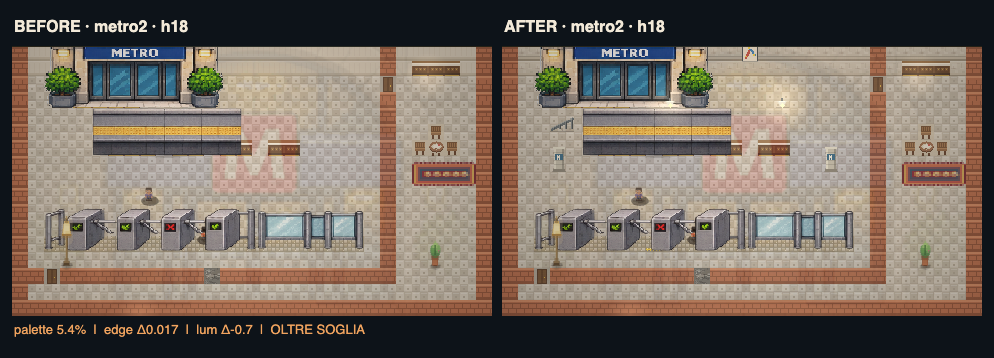 BEFORE · metro2 · h18
AFTER · metro2 · h18
METRO
METRO
M
M
palette 5.4% | edge Δ0.017 | lum Δ-0.7 | OLTRE SOGLIA